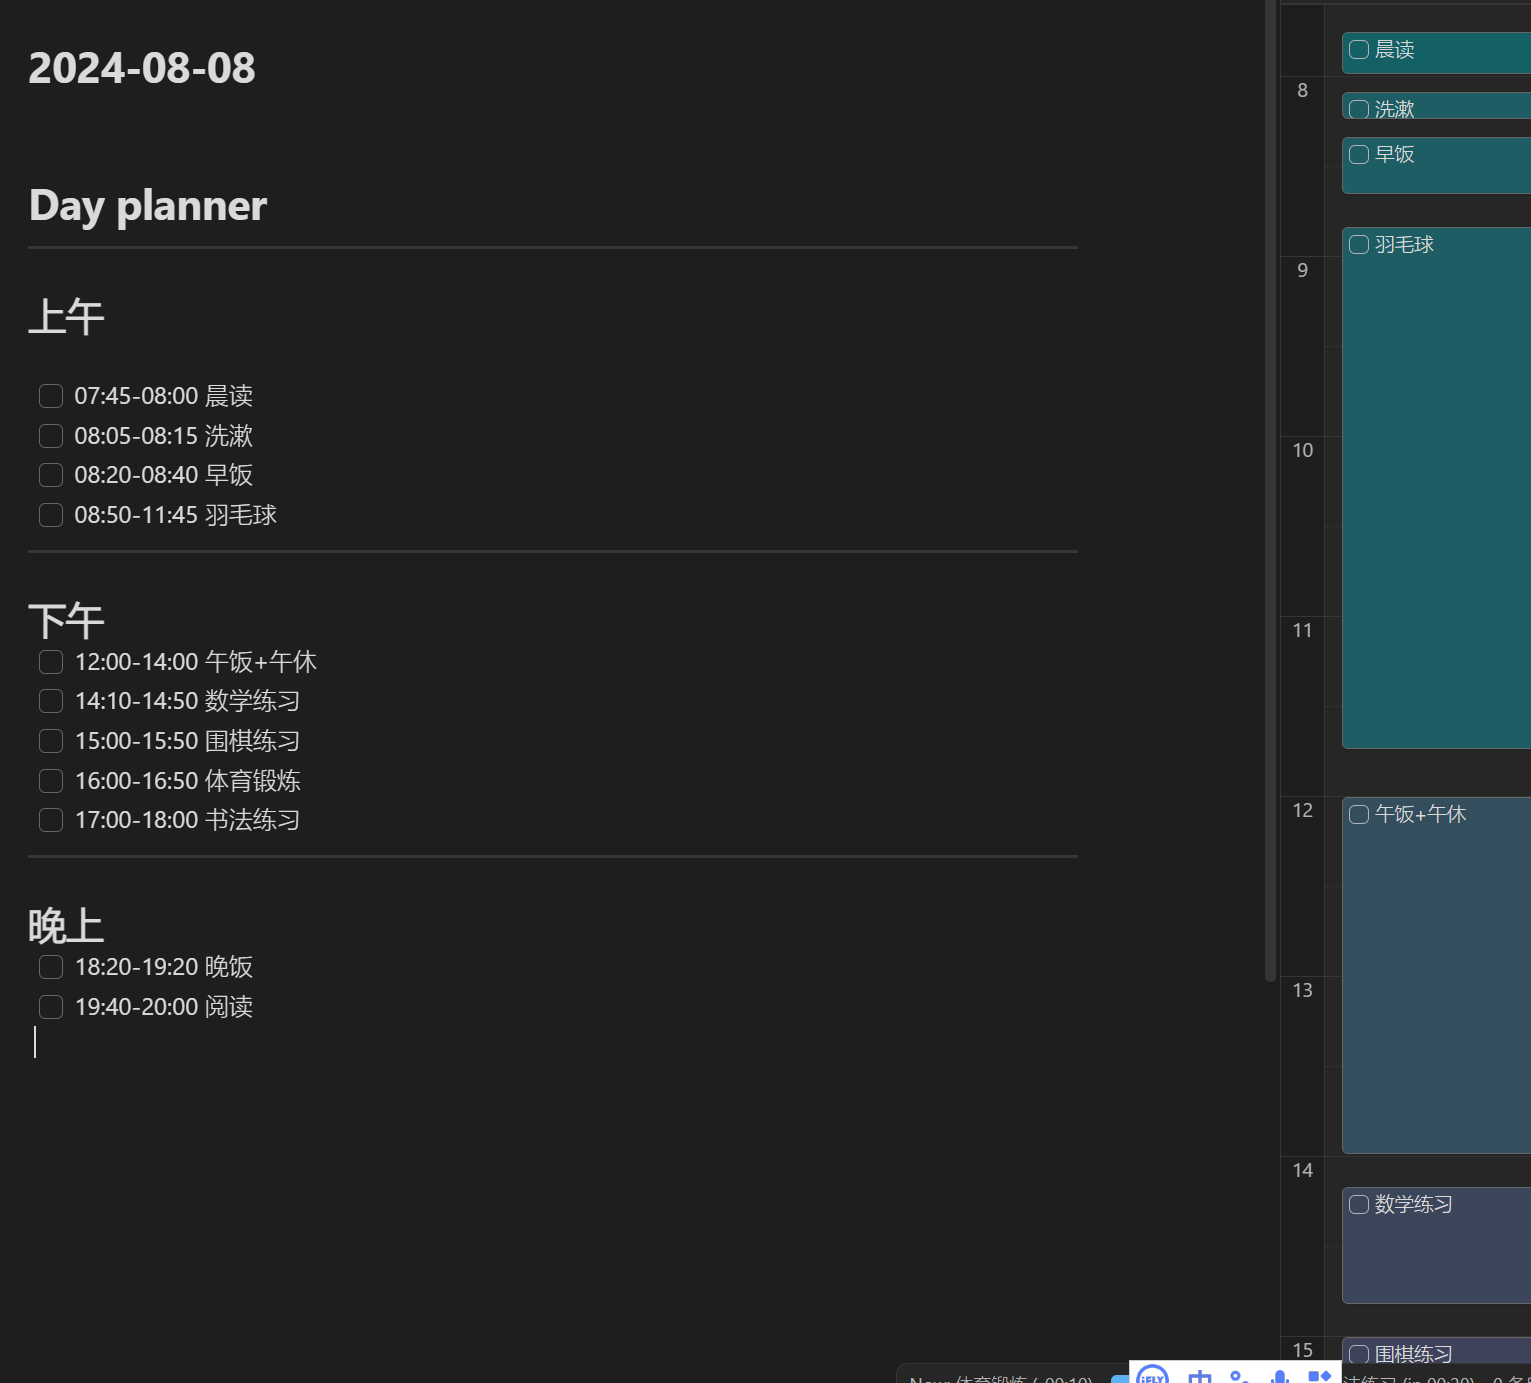 2024-08-08
Day planner
上午
07:45-08:00 晨读
08:05-08:15 洗漱
08:20-08:40 早饭
08:50-11:45 羽毛球
下午
12:00-14:00 午饭+午休
14:10-14:50 数学练习
15:00-15:50 围棋练习
16:00-16:50 体育锻炼
17:00-18:00 书法练习
晚上
18:20-19:20 晚饭
19:40-20:00 阅读
晨读
8
洗漱
早饭
羽毛球
9
10
11
12
午饭+午休
13
14
数学练习
15
围棋练习
Now: 体育锻炼 (-00:10)
iFLY 中
法练习 (in 00:20)
0 条